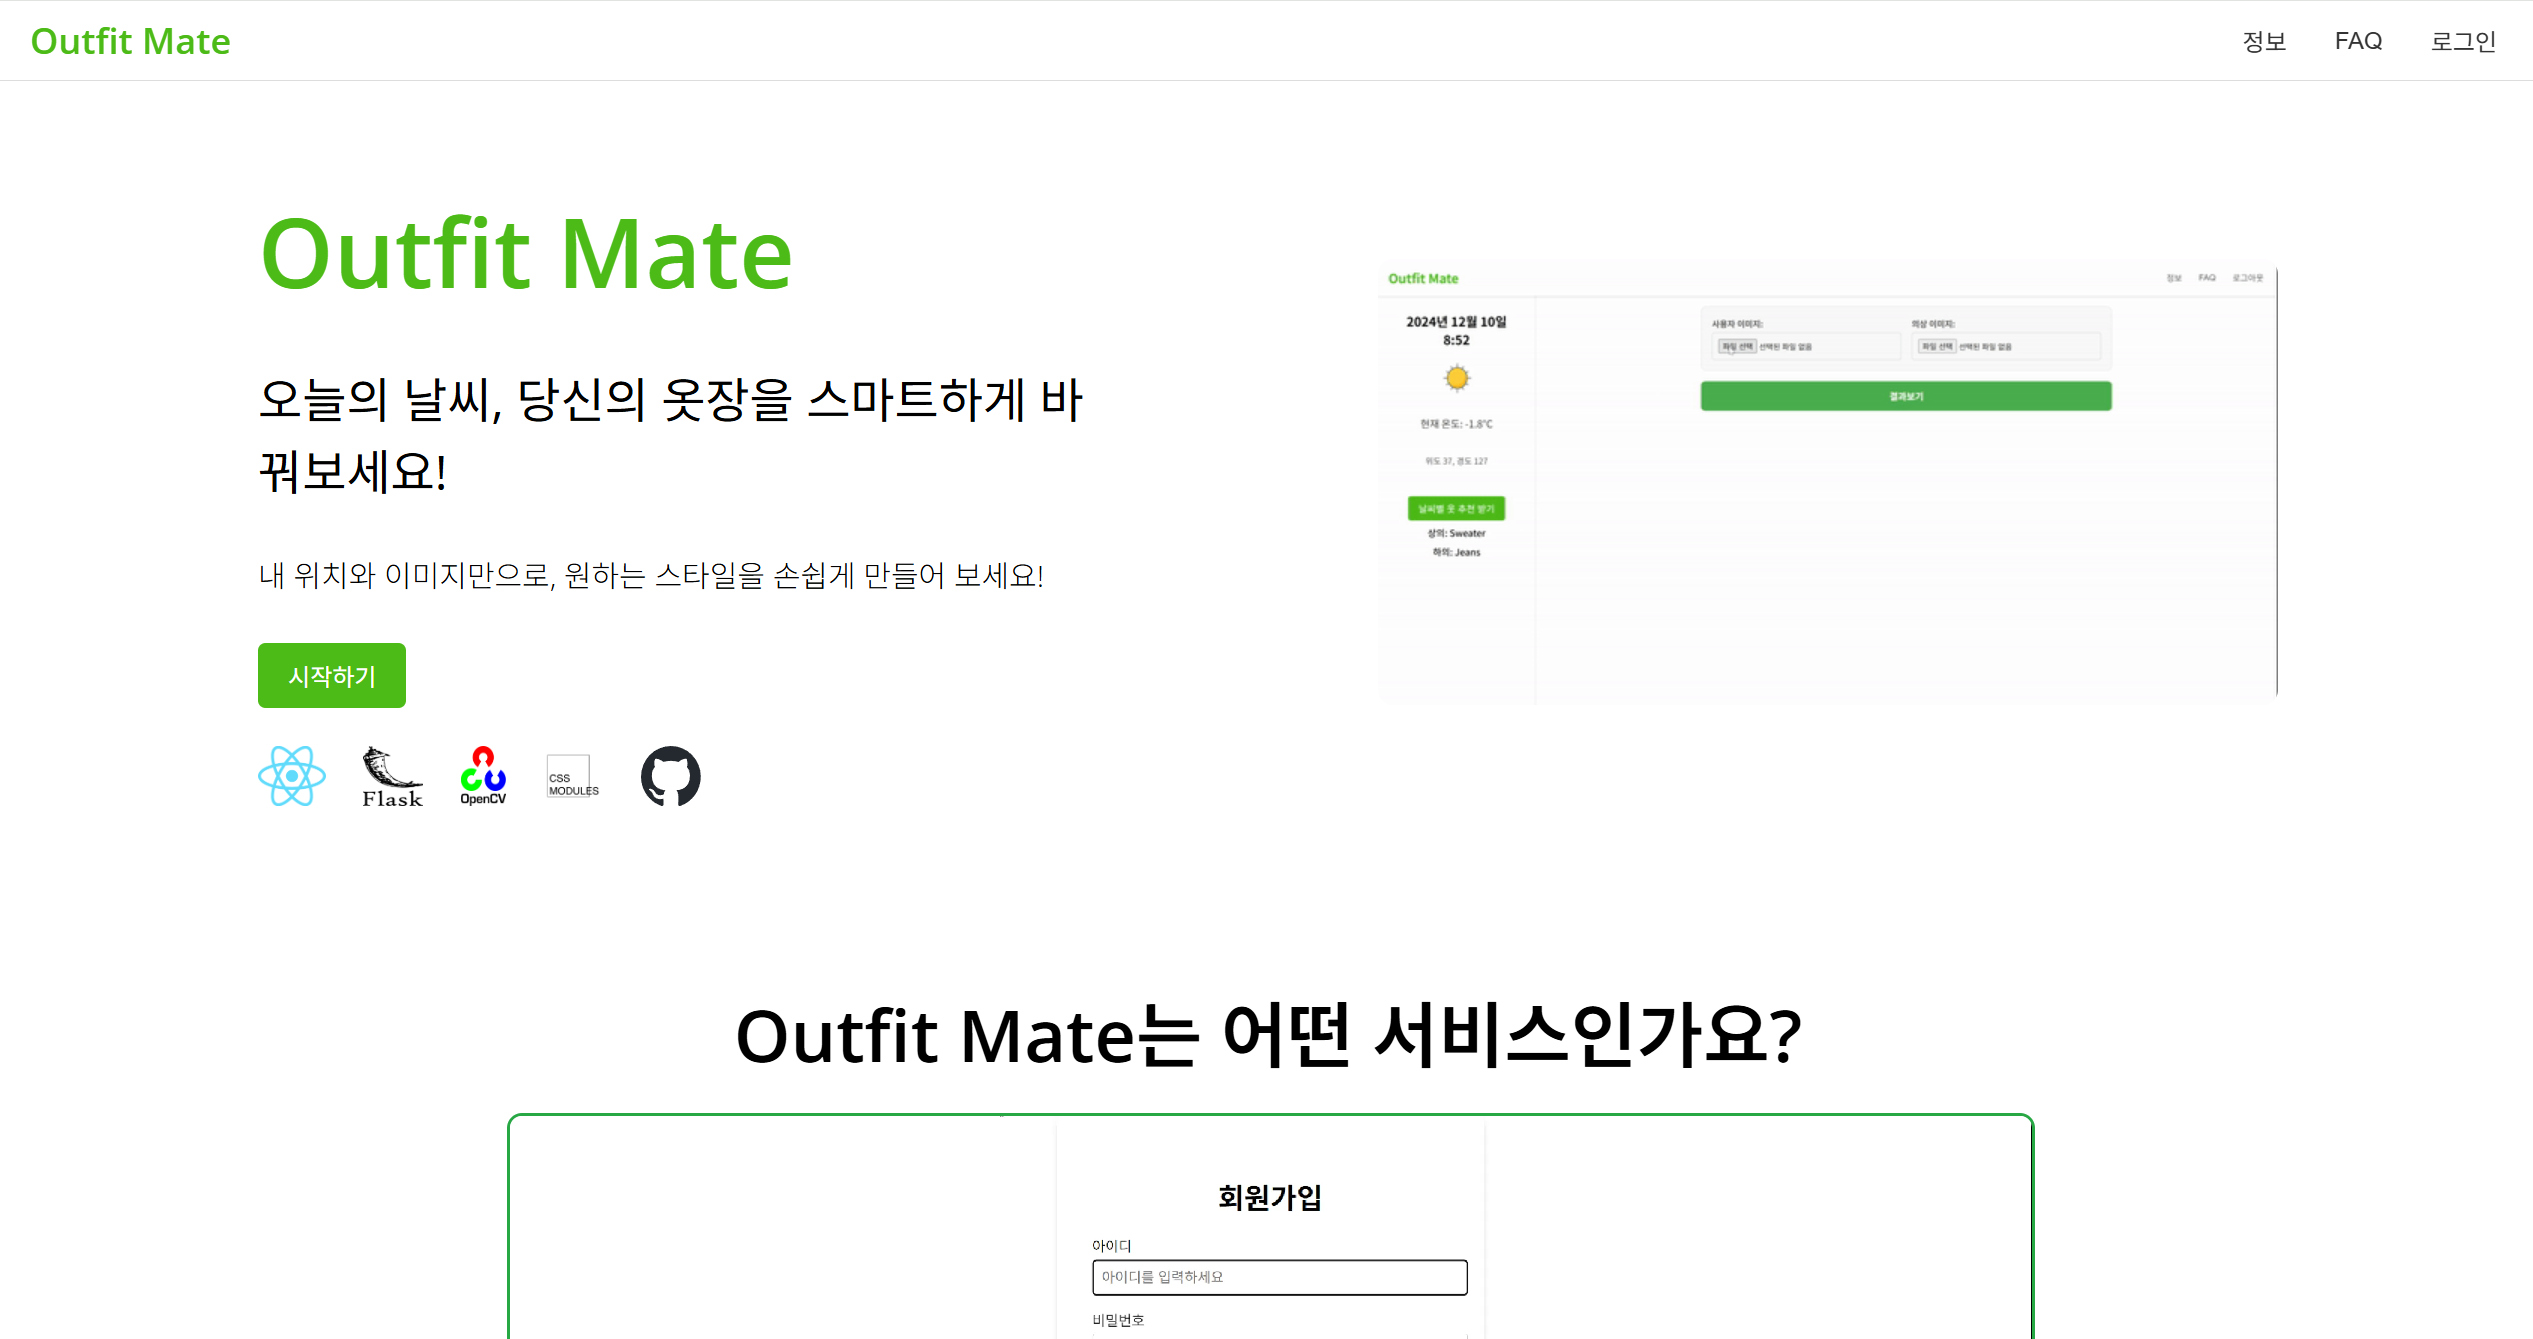 Outfit Mate
정보 FAQ 로그인
Outfit Mate
오늘의 날씨, 당신의 옷장을 스마트하게 바
꿔보세요!
내 위치와 이미지만으로, 원하는 스타일을 손쉽게 만들어 보세요!
시작하기
Flask
OpenCV
CSS
MODULES
Outfit Mate
정보 FAQ 로그아웃
2024년 12월 10일
8:52
현재 온도: -1.8°C
위도 37, 경도 127
날씨별 옷 추천 받기
상의: Sweater
하의: Jeans
사용자 이미지:
파일 선택 선택된 파일 없음
의상 이미지:
파일 선택 선택된 파일 없음
결과보기
Outfit Mate는 어떤 서비스인가요?
회원가입
아이디
아이디를 입력하세요
비밀번호